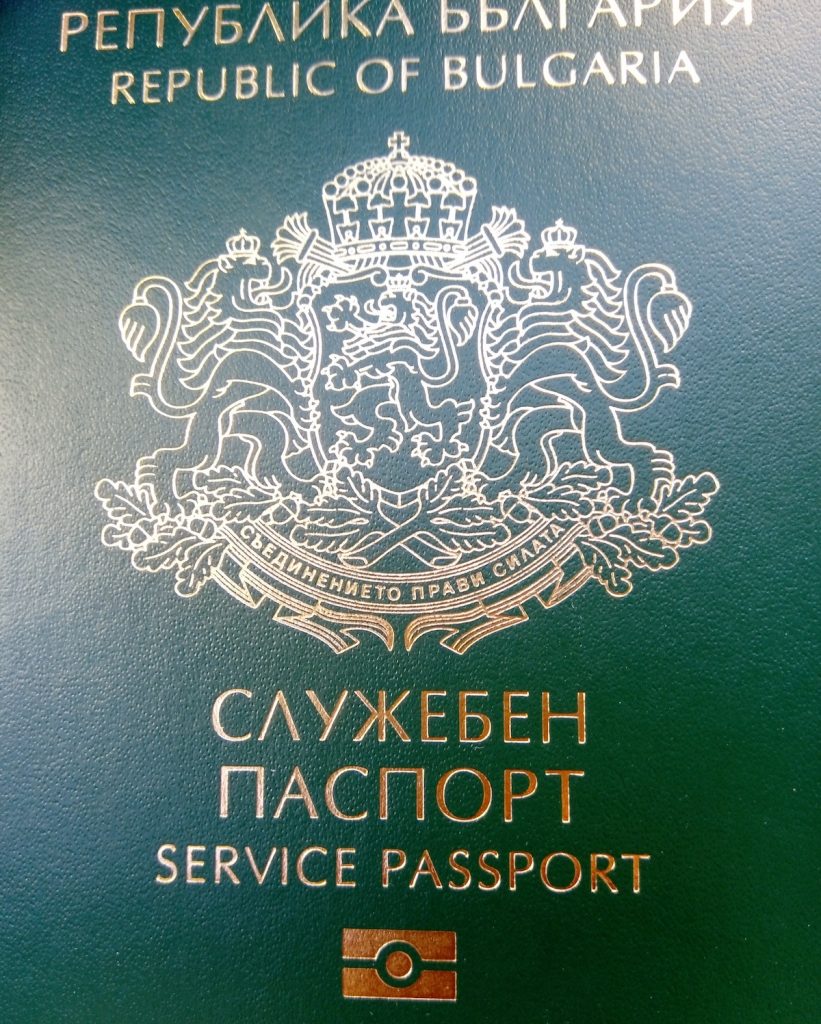 РЕПУБЛИКА БЪЛГАРИЯ
REPUBLIC OF BULGARIA
СЪЕДИНЕНИЕТО ПРАВИ СИЛАТА
СЛУЖЕБЕН
ПАСПОРТ
SERVICE PASSPORT